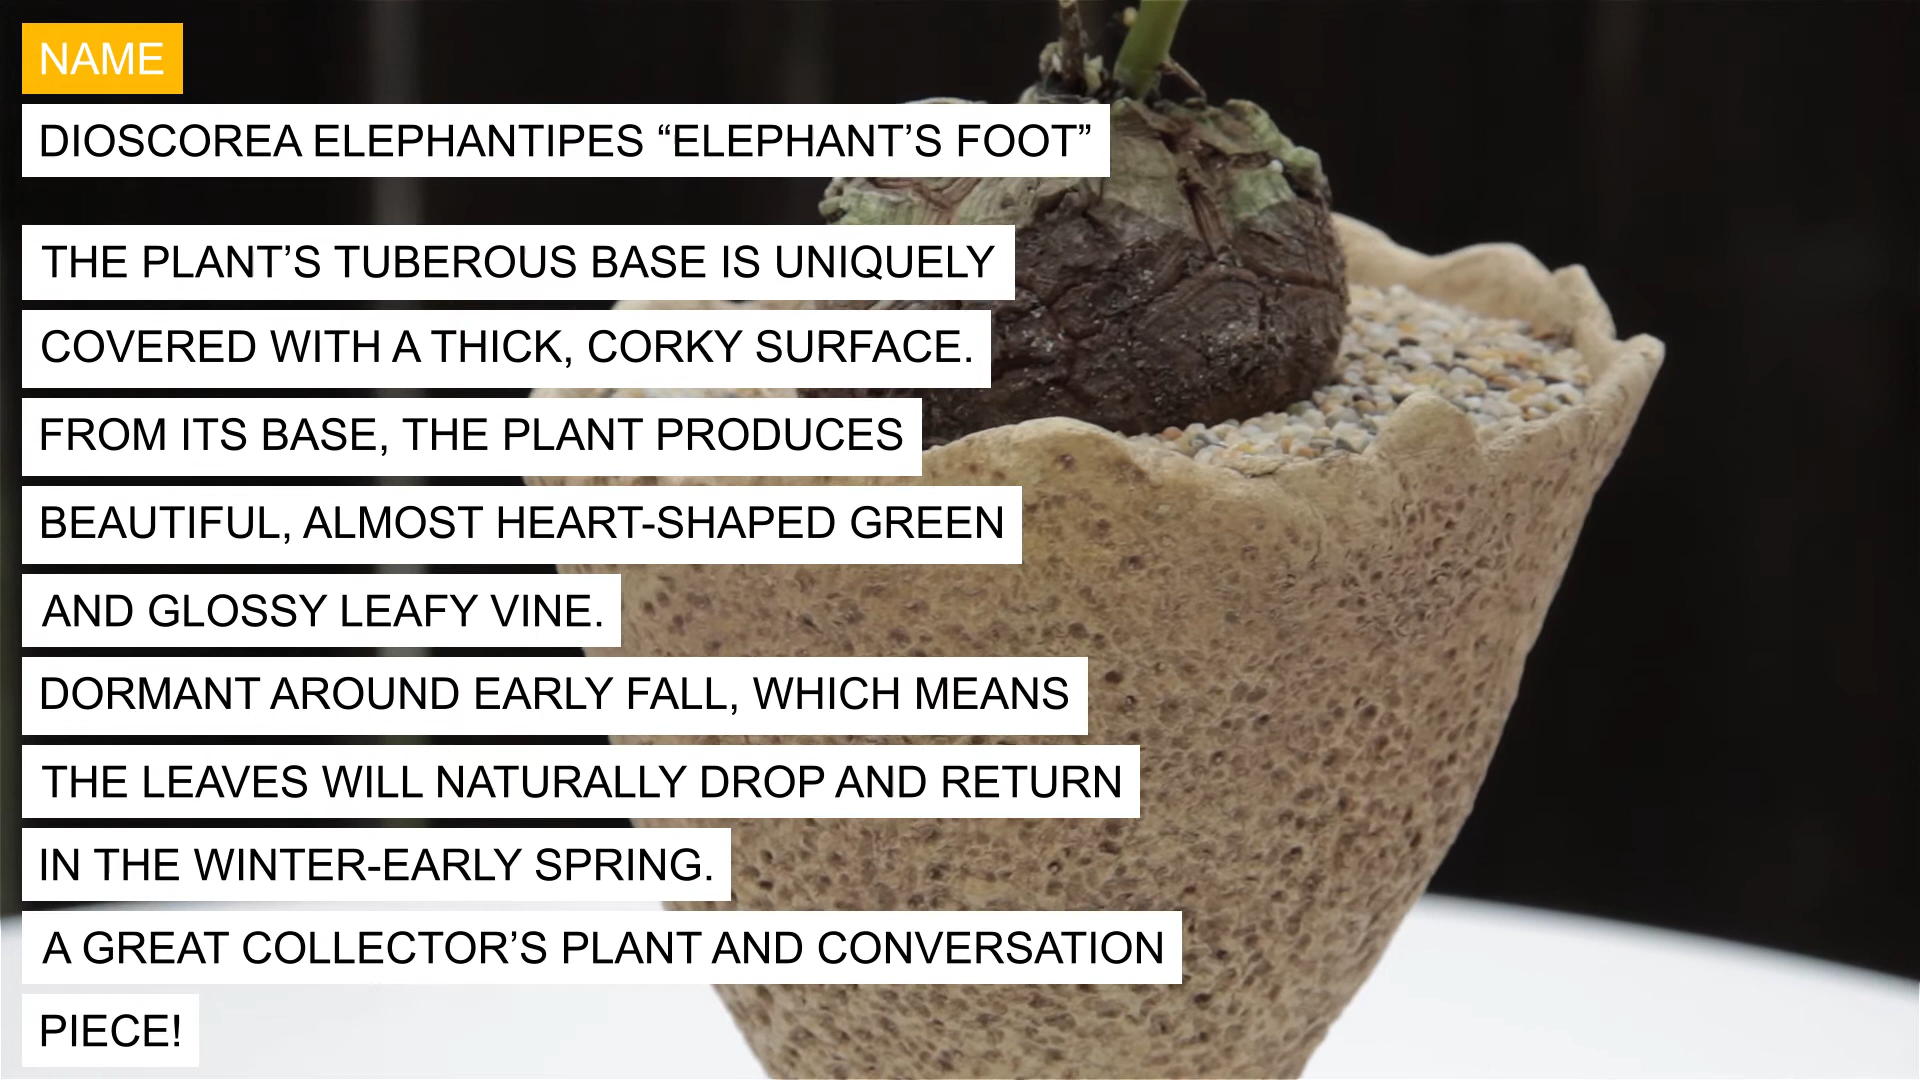 NAME
DIOSCOREA ELEPHANTIPES “ELEPHANT’S FOOT”
THE PLANT’S TUBEROUS BASE IS UNIQUELY
COVERED WITH A THICK, CORKY SURFACE.
FROM ITS BASE, THE PLANT PRODUCES
BEAUTIFUL, ALMOST HEART-SHAPED GREEN
AND GLOSSY LEAFY VINE.
DORMANT AROUND EARLY FALL, WHICH MEANS
THE LEAVES WILL NATURALLY DROP AND RETURN
IN THE WINTER-EARLY SPRING.
A GREAT COLLECTOR’S PLANT AND CONVERSATION
PIECE!